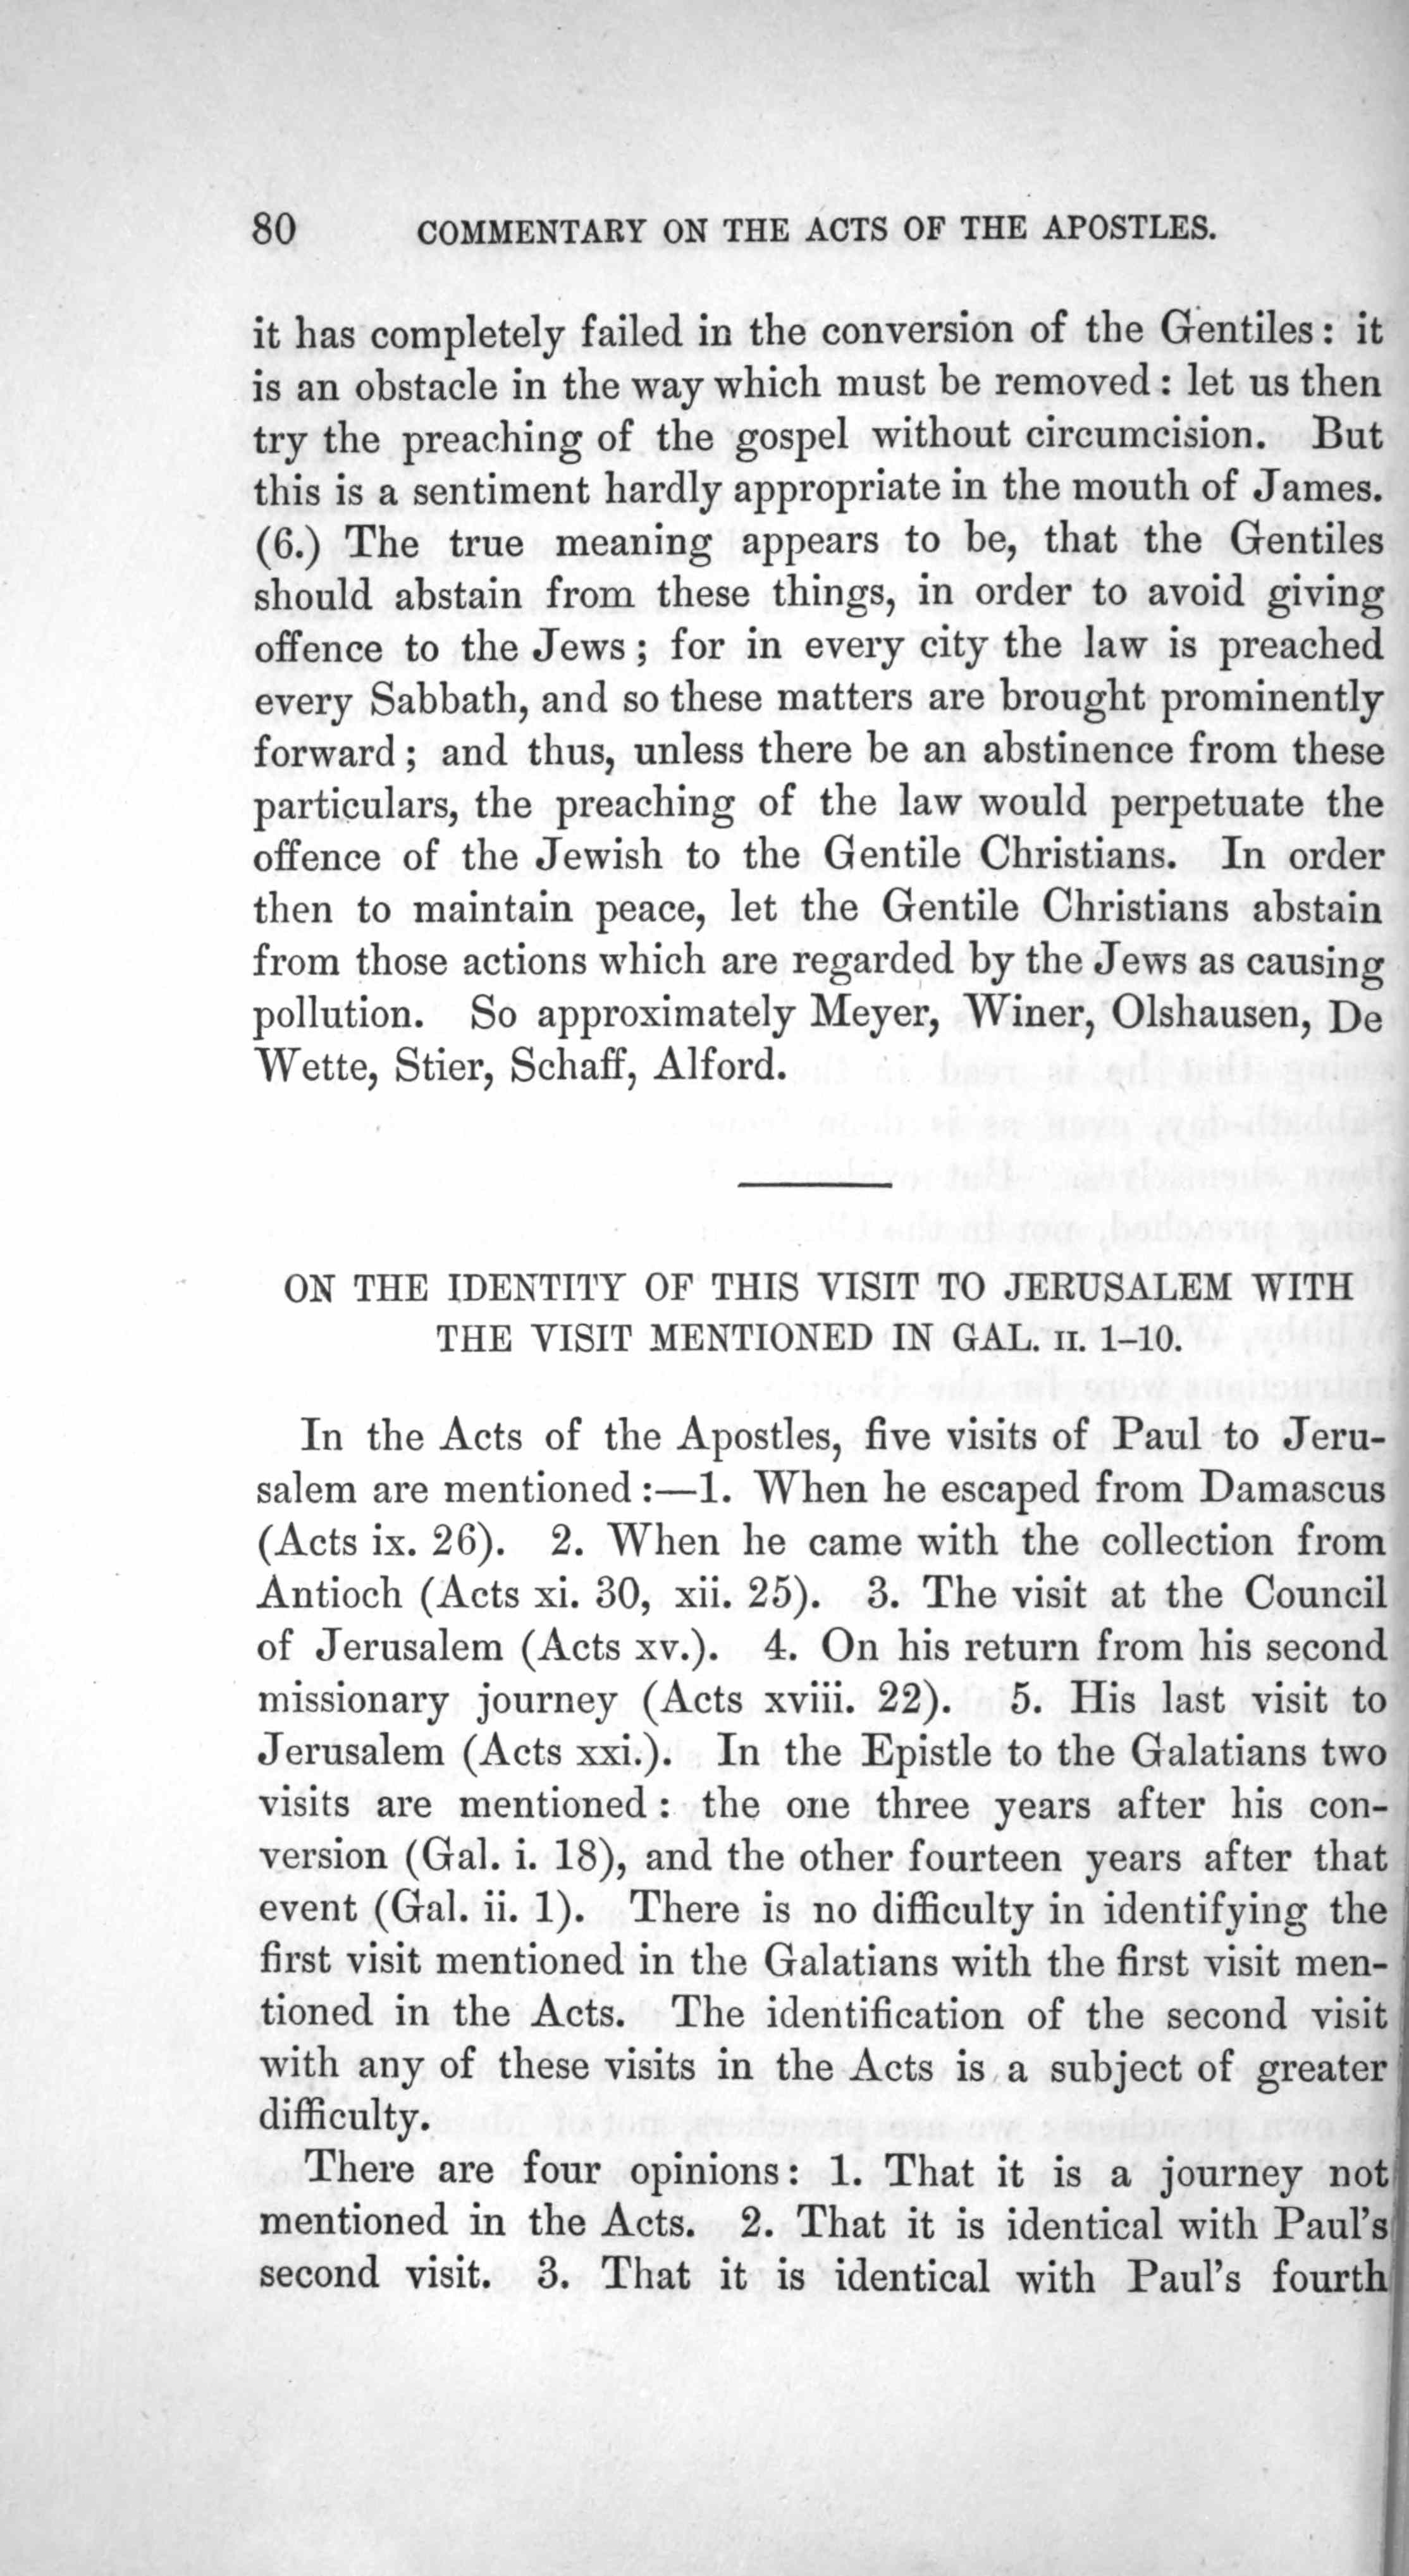 80 COMMENTARY ON THE ACTS OF THE APOSTLES.
it has completely failed in the conversion of the Gentiles: it
is an obstacle in the way which must be removed: let us then
try the preaching of the gospel without circumcision. But
this is a sentiment hardly appropriate in the mouth of James.
(6.) The true meaning appears to be, that the Gentiles
should abstain from these things, in order to avoid giving
offence to the Jews; for in every city the law is preached
every Sabbath, and so these matters are brought prominently
forward; and thus, unless there be an abstinence from these
particulars, the preaching of the law would perpetuate the
offence of the Jewish to the Gentile Christians. In order
then to maintain peace, let the Gentile Christians abstain
from those actions which are regarded by the Jews as causing
pollution. So approximately Meyer, Winer, Olshausen, De
Wette, Stier, Schaff, Alford.
ON THE IDENTITY OF THIS VISIT TO JERUSALEM WITH
THE VISIT MENTIONED IN GAL. II. 1–10.
In the Acts of the Apostles, five visits of Paul to Jeru-
salem are mentioned:—1. When he escaped from Damascus
(Acts ix. 26). 2. When he came with the collection from
Antioch (Acts xi. 30, xii. 25). 3. The visit at the Council
of Jerusalem (Acts xv.). 4. On his return from his second
missionary journey (Acts xviii. 22). 5. His last visit to
Jerusalem (Acts xxi.). In the Epistle to the Galatians two
visits are mentioned: the one three years after his con-
version (Gal. i. 18), and the other fourteen years after that
event (Gal. ii. 1). There is no difficulty in identifying the
first visit mentioned in the Galatians with the first visit men-
tioned in the Acts. The identification of the second visit
with any of these visits in the Acts is a subject of greater
difficulty.
There are four opinions: 1. That it is a journey not
mentioned in the Acts. 2. That it is identical with Paul's
second visit. 3. That it is identical with Paul's fourth